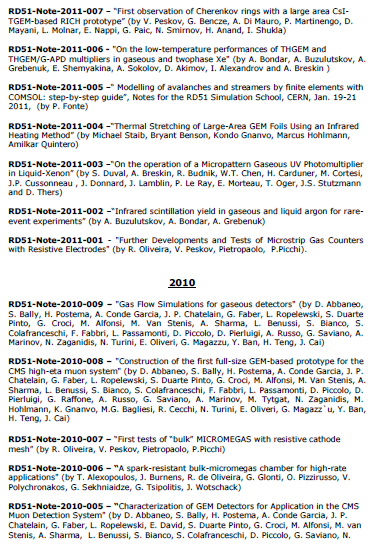 RD51-Note-2011-007 - "First observation of Cherenkov rings with a large area CsI-
TGEM-based RICH prototype" (by V. Peskov, G. Bencze, A. Di Mauro, P. Martinengo, D.
Mayani, L. Molnar, E. Nappi, G. Paic, N. Smirnov, H. Anand, I. Shukla)
RD51-Note-2011-006 - "On the low-temperature performances of THGEM and
THGEM/G-APD multipliers in gaseous and twophase Xe" (by A. Bondar, A. Buzulutskov, A.
Grebenuk, E. Shemyakina, A. Sokolov, D. Akimov, I. Alexandrov and A. Breskin )
RD51-Note-2011-005 -" Modelling of avalanches and streamers by finite elements with
COMSOL: step-by-step guide", Notes for the RD51 Simulation School, CERN, Jan. 19-21
2011, (by P. Fonte)
RD51-Note-2011-004 -"Thermal Stretching of Large-Area GEM Foils Using an Infrared
Heating Method" (by Michael Staib, Bryant Benson, Kondo Gnanvo, Marcus Hohlmann,
Amilkar Quintero)
RD51-Note-2011-003 -"On the operation of a Micropattern Gaseous UV Photomultiplier
in Liquid-Xenon" (by S. Duval, A. Breskin, R. Budnik, W.T. Chen, H. Carduner, M. Cortesi,
J.P. Cussonneau , J. Donnard, J. Lamblin, P. Le Ray, E. Morteau, T. Oger, J.S. Stutzmann
and D. Thers)
RD51-Note-2011-002 -"Infrared scintillation yield in gaseous and liquid argon for rare-
event experiments" (by A. Buzulutskov, A. Bondar, A. Grebenuk)
RD51-Note-2011-001 - "Further Developments and Tests of Microstrip Gas Counters
with Resistive Electrodes" (by R. Oliveira, V. Peskov, Pietropaolo, P.Picchi).
2010
RD51-Note-2010-009 - "Gas Flow Simulations for gaseous detectors" (by D. Abbaneo,
S. Bally, H. Postema, A. Conde Garcia, J. P. Chatelain, G. Faber, L. Ropelewski, S. Duarte
Pinto, G. Croci, M. Alfonsi, M. Van Stenis, A. Sharma, L. Benussi, S. Bianco, S.
Colafranceschi, F. Fabbri, L. Passamonti, D. Piccolo, D. Pierluigi, A. Russo, G. Saviano, A.
Marinov, N. Zaganidis, N. Turini, E. Oliveri, G. Magazzu, Y. Ban, H. Teng, J. Cai)
RD51-Note-2010-008 - "Construction of the first full-size GEM-based prototype for the
CMS high-eta muon system" (by D. Abbaneo, S. Bally, H. Postema, A. Conde Garcia, J. P.
Chatelain, G. Faber, L. Ropelewski, S. Duarte Pinto, G. Croci, M. Alfonsi, M. Van Stenis, A.
Sharma, L. Benussi, S. Bianco, S. Colafranceschi, F. Fabbri, L. Passamonti, D. Piccolo, D.
Pierluigi, G. Raffone, A. Russo, G. Saviano, A. Marinov, M. Tytgat, N. Zaganidis, M.
Hohlmann, K. Gnanvo, M.G. Bagliesi, R. Cecchi, N. Turini, E. Oliveri, G. Magazz`u, Y. Ban,
H. Teng, J. Cai)
RD51-Note-2010-007 - "First tests of "bulk" MICROMEGAS with resistive cathode
mesh" (by R. Oliveira, V. Peskov, Pietropaolo, P.Picchi)
RD51-Note-2010-006 - "A spark-resistant bulk-micromegas chamber for high-rate
applications" (by T. Alexopoulos, J. Burnens, R. de Oliveira, G. Glonti, O. Pizzirusso, V.
Polychronakos, G. Sekhniaidze, G. Tsipolitis, J. Wotschack)
RD51-Note-2010-005 - "Characterization of GEM Detectors for Application in the CMS
Muon Detection System" (by D. Abbaneo, S. Bally, H. Postema, A. Conde Garcia, J. P.
Chatelain, G. Faber, L. Ropelewski, E. David, S. Duarte Pinto, G. Croci, M. Alfonsi, M. van
Stenis, A. Sharma, L. Benussi, S. Bianco, S. Colafranceschi, D. Piccolo, G. Saviano, N.